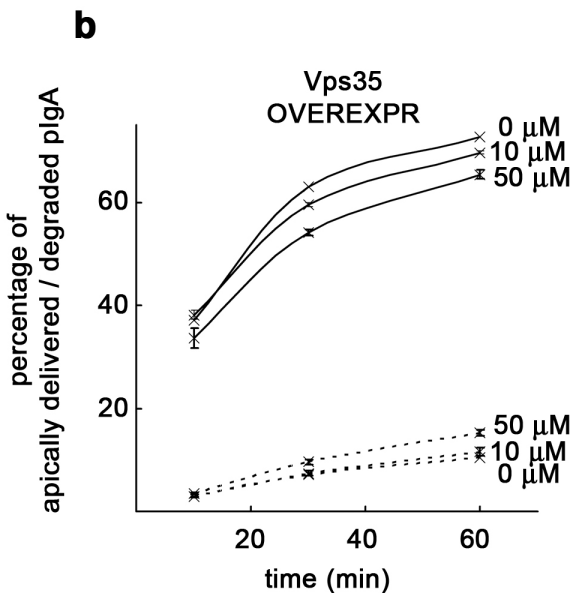 b
Vps35
OVEREXPR
0 μM
10 μM
50 μM
60
40
20
percentage of
apically delivered / degraded pIgA
50 μM
10 μM
0 μM
20 40 60
time (min)